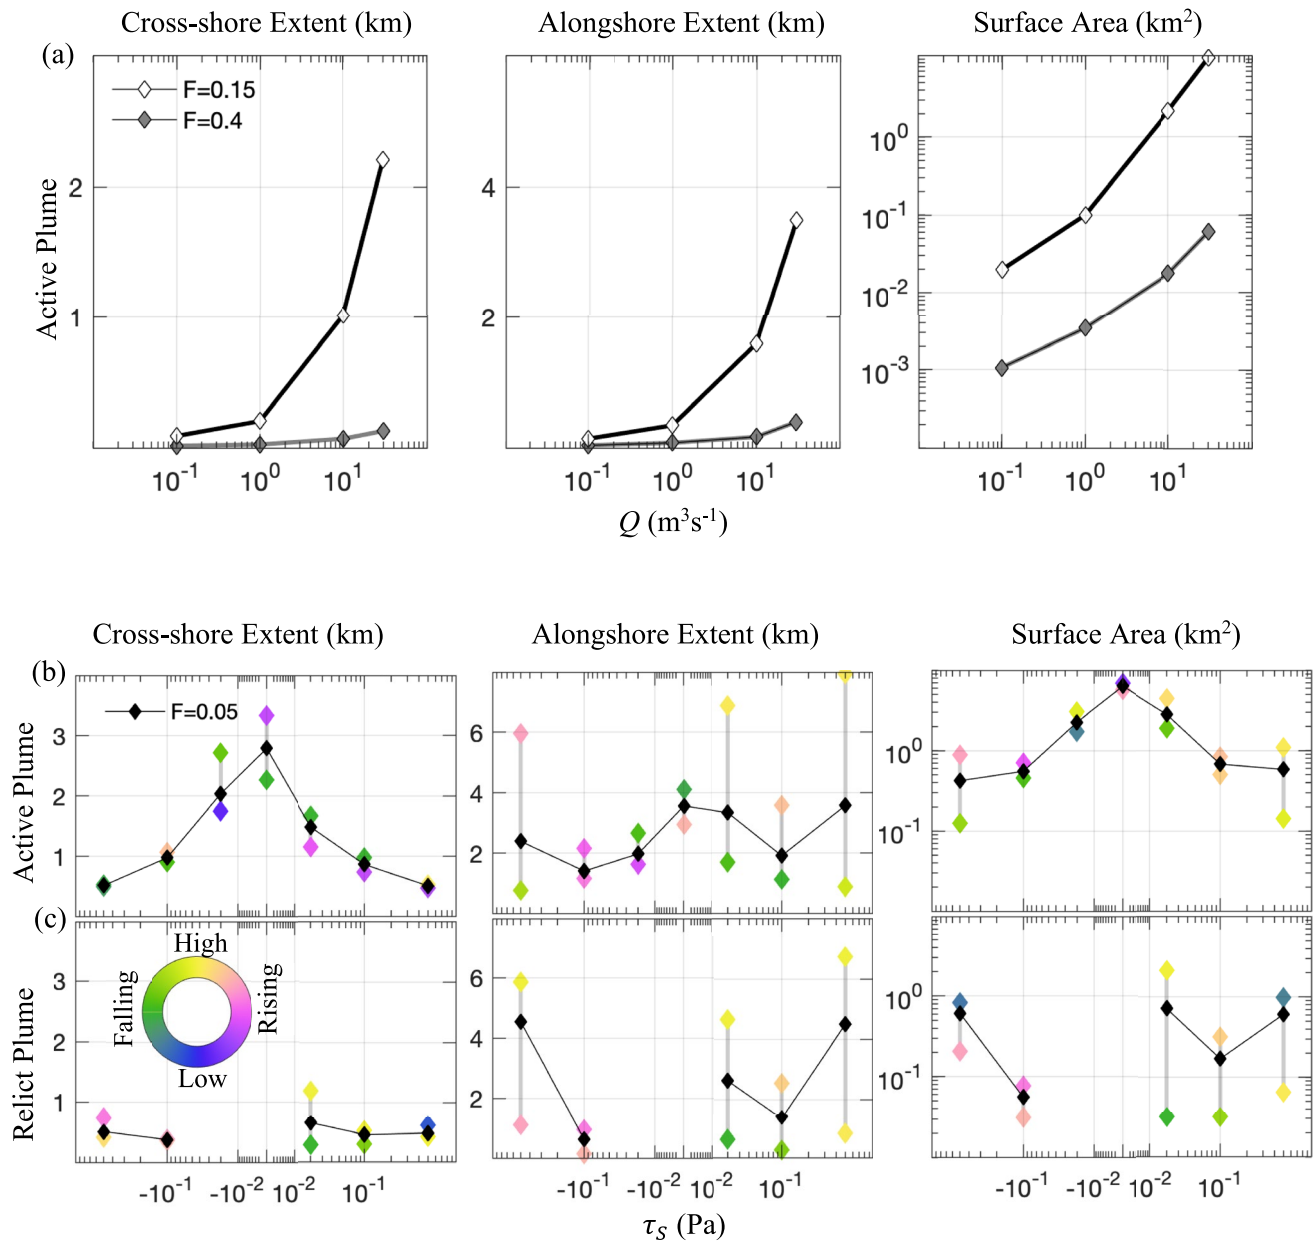 Cross-shore Extent (km) Alongshore Extent (km) Surface Area (km²)
(a)
F=0.15
F=0.4
Active Plume
2
1
4
2
10⁰
10⁻¹
10⁻²
10⁻³
10⁻¹ 10⁰ 10¹ 10⁻¹ 10⁰ 10¹ 10⁻¹ 10⁰ 10¹
Q (m³s⁻¹)
Cross-shore Extent (km) Alongshore Extent (km) Surface Area (km²)
(b)
F=0.05
Active Plume
3
2
1
6
4
2
10⁰
10⁻¹
(c)
High
Falling
Rising
Low
Relict Plume
3
2
1
6
4
2
10⁰
10⁻¹
-10⁻¹ -10⁻² 10⁻² 10⁻¹ -10⁻¹ -10⁻² 10⁻² 10⁻¹ -10⁻¹ -10⁻² 10⁻² 10⁻¹
τ_S (Pa)